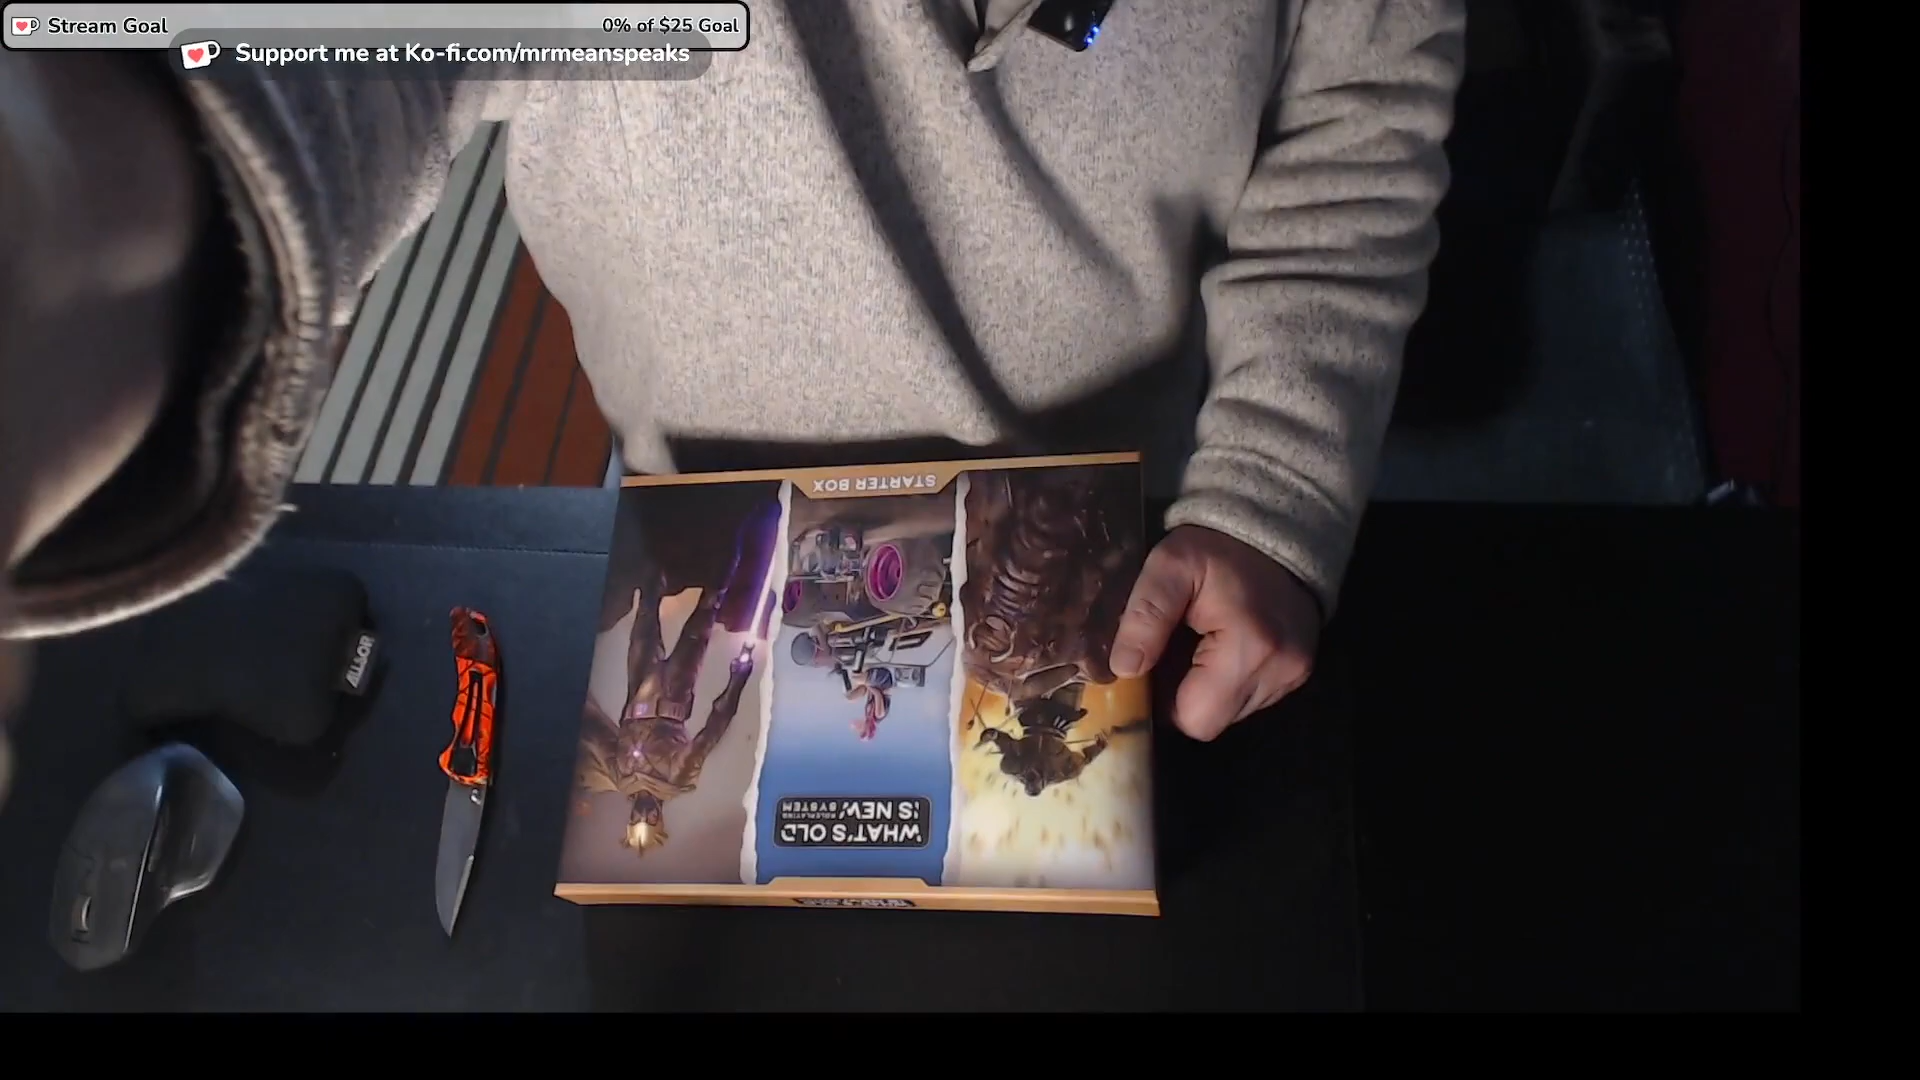 Stream Goal 0% of $25 Goal
Support me at Ko-fi.com/mrmeanspeaks
STARTER BOX
WHAT'S OLD
IS NEW ROLEPLAYING SYSTEM